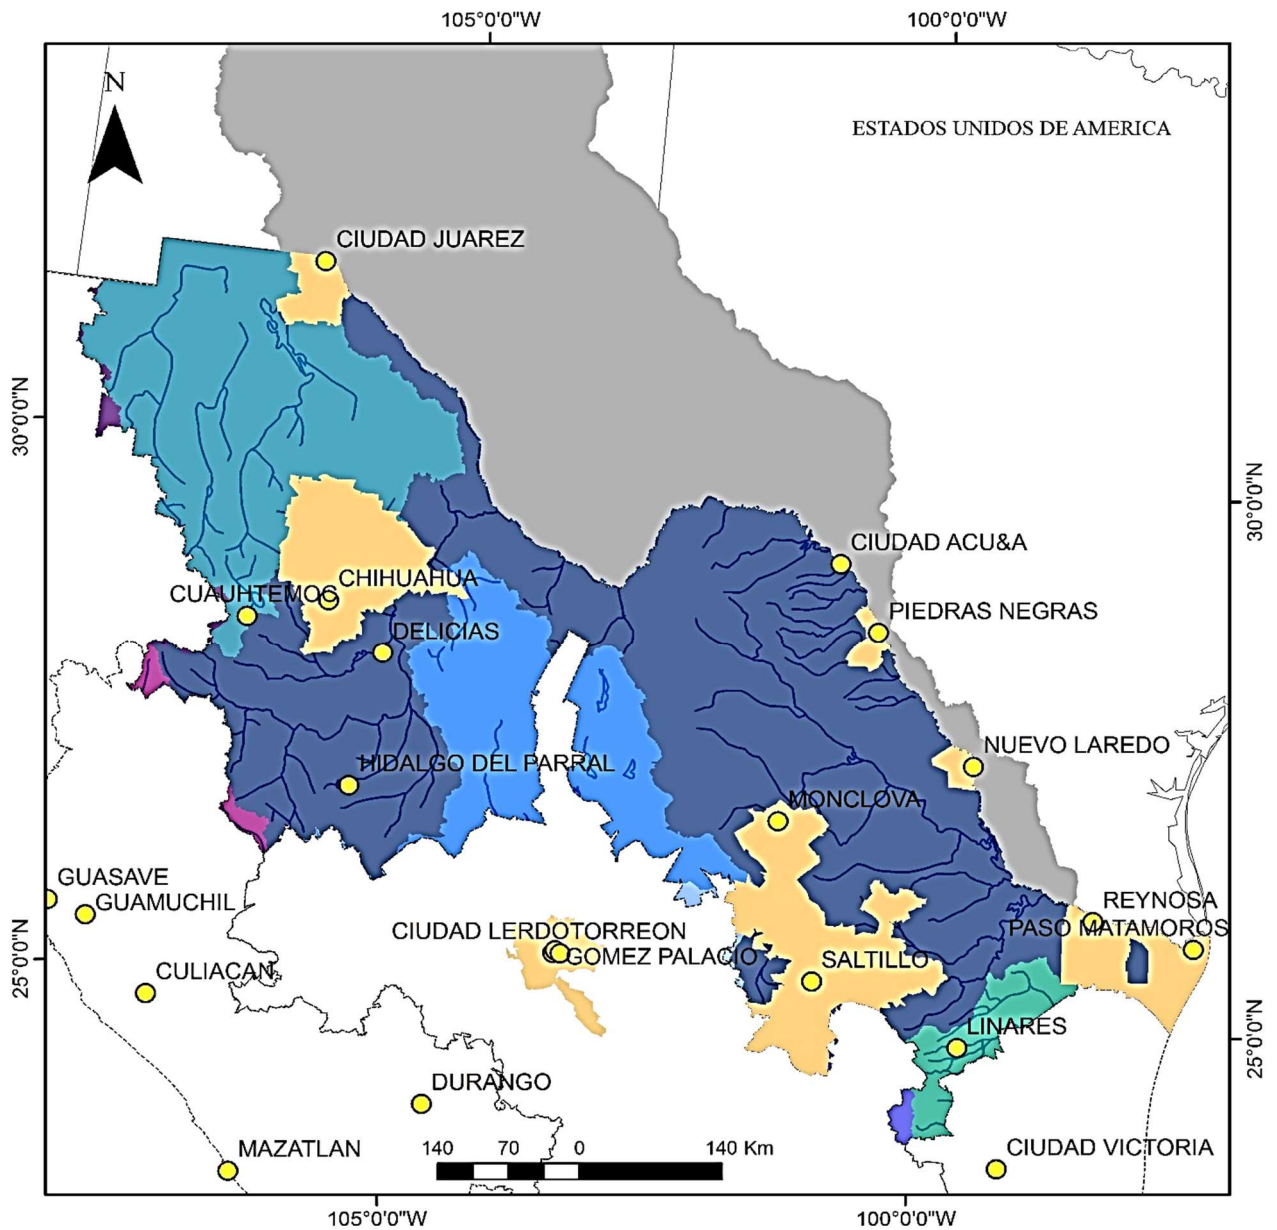 105°0'0"W
100°0'0"W
N
ESTADOS UNIDOS DE AMERICA
CIUDAD JUAREZ
30°0'0"N
30°0'0"N
CIUDAD ACU&A
CHIHUAHUA
CUAUHTEMOC
PIEDRAS NEGRAS
DELICIAS
NUEVO LAREDO
HIDALGO DEL PARRAL
MONCLOVA
GUASAVE
GUAMUCHIL
REYNOSA
PASO MATAMOROS
CIUDAD LERDOTORREON
GOMEZ PALACIO
SALTILLO
25°0'0"N
CULIACAN
LINARES
25°0'0"N
DURANGO
MAZATLAN
140 70 0 140 Km
CIUDAD VICTORIA
105°0'0"W
100°0'0"W